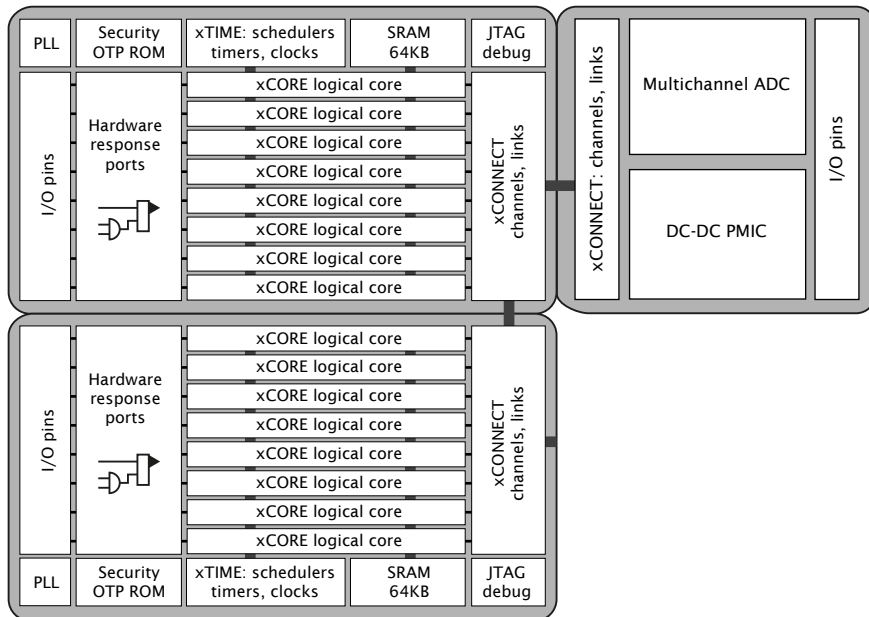 PLL
Security
OTP ROM
xTIME: schedulers
timers, clocks
SRAM
64KB
JTAG
debug
I/O pins
Hardware
response
ports
xCORE logical core
xCORE logical core
xCORE logical core
xCORE logical core
xCORE logical core
xCORE logical core
xCORE logical core
xCORE logical core
xCONNECT
channels, links
xCONNECT: channels, links
Multichannel ADC
DC-DC PMIC
I/O pins
I/O pins
Hardware
response
ports
xCORE logical core
xCORE logical core
xCORE logical core
xCORE logical core
xCORE logical core
xCORE logical core
xCORE logical core
xCORE logical core
xCONNECT
channels, links
PLL
Security
OTP ROM
xTIME: schedulers
timers, clocks
SRAM
64KB
JTAG
debug